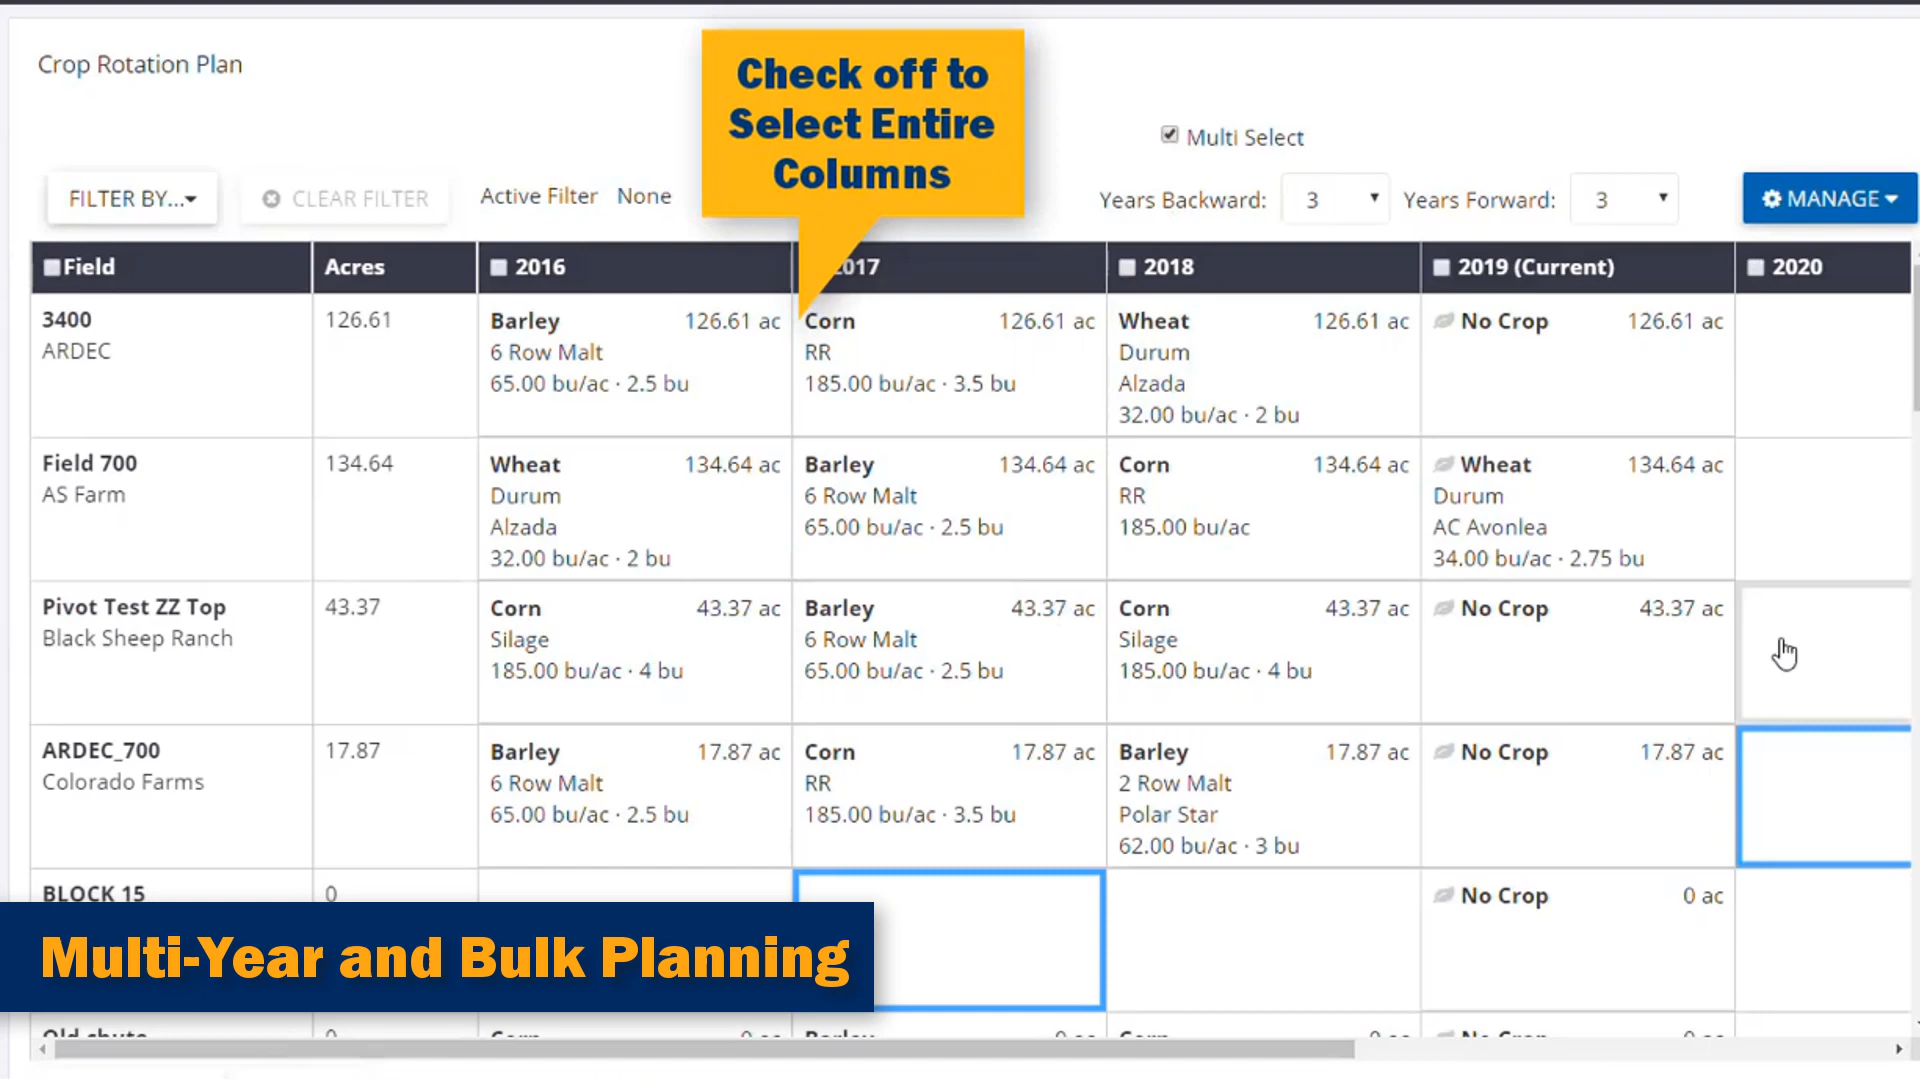 Crop Rotation Plan
Check off to
Select Entire
Columns
Multi Select
FILTER BY...
CLEAR FILTER
Active Filter None
Years Backward: 3
Years Forward: 3
MANAGE
Field Acres 2016 2017 2018 2019 (Current) 2020
3400 126.61 Barley 126.61 ac Corn 126.61 ac Wheat 126.61 ac No Crop 126.61 ac
ARDEC 6 Row Malt RR Durum
65.00 bu/ac · 2.5 bu 185.00 bu/ac · 3.5 bu Alzada
32.00 bu/ac · 2 bu
Field 700 134.64 Wheat 134.64 ac Barley 134.64 ac Corn 134.64 ac Wheat 134.64 ac
AS Farm Durum 6 Row Malt RR Durum
Alzada 65.00 bu/ac · 2.5 bu 185.00 bu/ac AC Avonlea
32.00 bu/ac · 2 bu 34.00 bu/ac · 2.75 bu
Pivot Test ZZ Top 43.37 Corn 43.37 ac Barley 43.37 ac Corn 43.37 ac No Crop 43.37 ac
Black Sheep Ranch Silage 6 Row Malt Silage
185.00 bu/ac · 4 bu 65.00 bu/ac · 2.5 bu 185.00 bu/ac · 4 bu
ARDEC_700 17.87 Barley 17.87 ac Corn 17.87 ac Barley 17.87 ac No Crop 17.87 ac
Colorado Farms 6 Row Malt RR 2 Row Malt
65.00 bu/ac · 2.5 bu 185.00 bu/ac · 3.5 bu Polar Star
62.00 bu/ac · 3 bu
BLOCK 15 0 No Crop 0 ac
Multi-Year and Bulk Planning